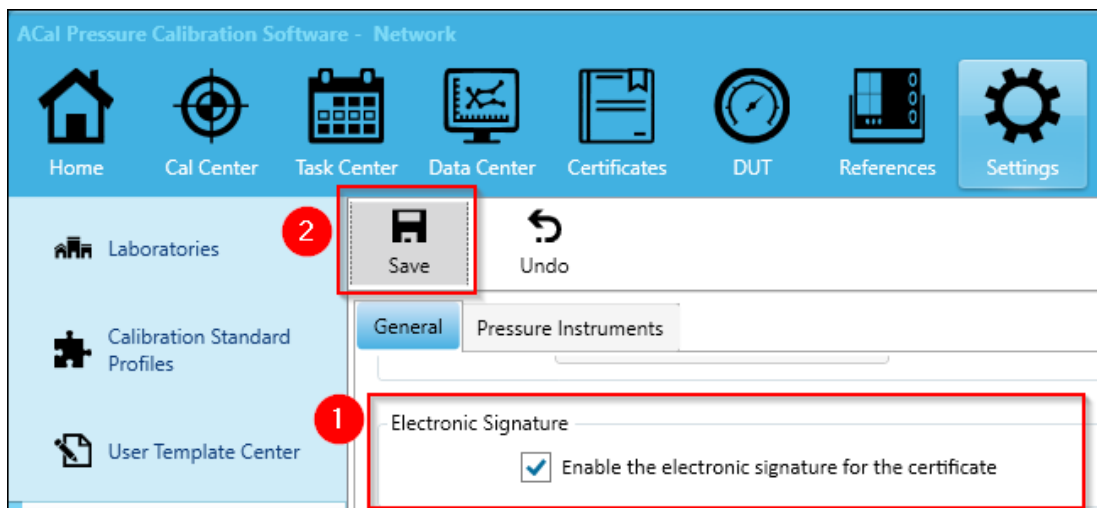 ACal Pressure Calibration Software - Network
Home
Cal Center
Task Center
Data Center
Certificates
DUT
References
Settings
Laboratories
Calibration Standard
Profiles
User Template Center
2
Save
Undo
General
Pressure Instruments
1
Electronic Signature
Enable the electronic signature for the certificate